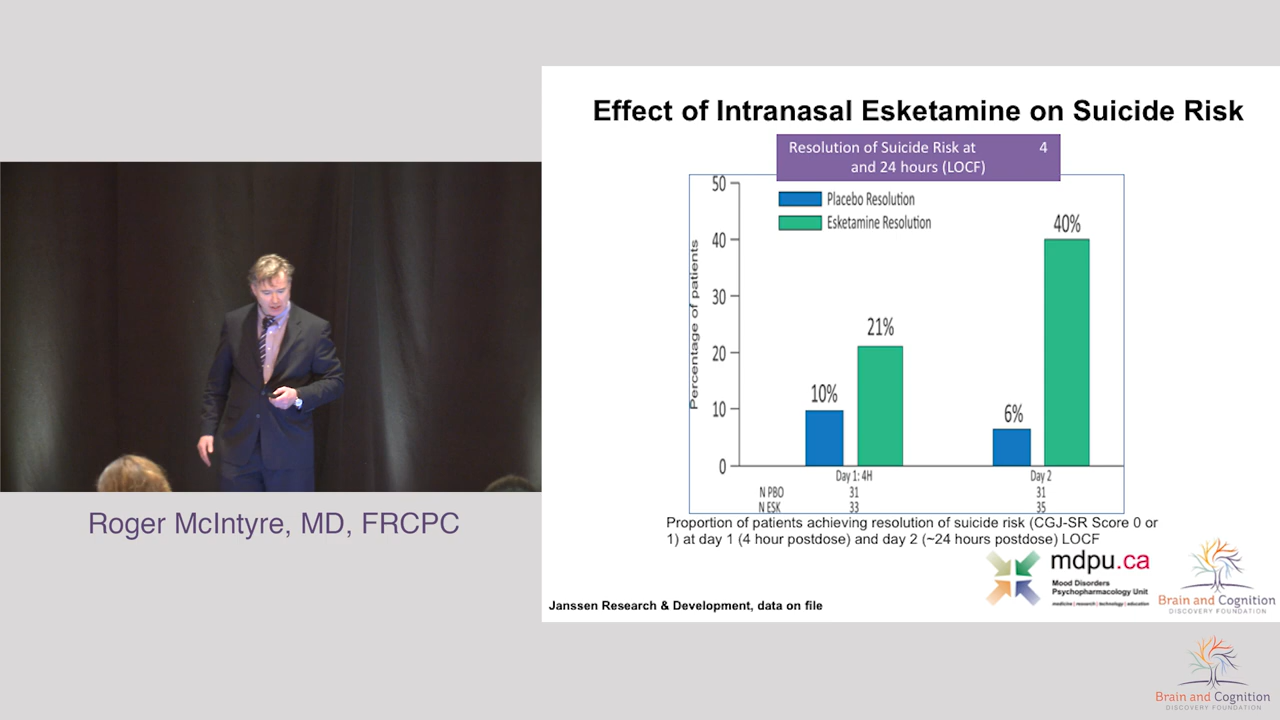 Effect of Intranasal Esketamine on Suicide Risk
Resolution of Suicide Risk at 4
and 24 hours (LOCF)
Percentage of patients
50
40
30
20
10
0
Placebo Resolution
Esketamine Resolution
10%
21%
6%
40%
Day 1: 4H
Day 2
N PBO 31 31
N ESK 33 35
Proportion of patients achieving resolution of suicide risk (CGJ-SR Score 0 or
1) at day 1 (4 hour postdose) and day 2 (~24 hours postdose) LOCF
mdpu.ca
Mood Disorders
Psychopharmacology Unit
medicine | research | technology | education
Brain and Cognition
DISCOVERY FOUNDATION
Janssen Research & Development, data on file
Roger McIntyre, MD, FRCPC
Brain and Cognition
DISCOVERY FOUNDATION